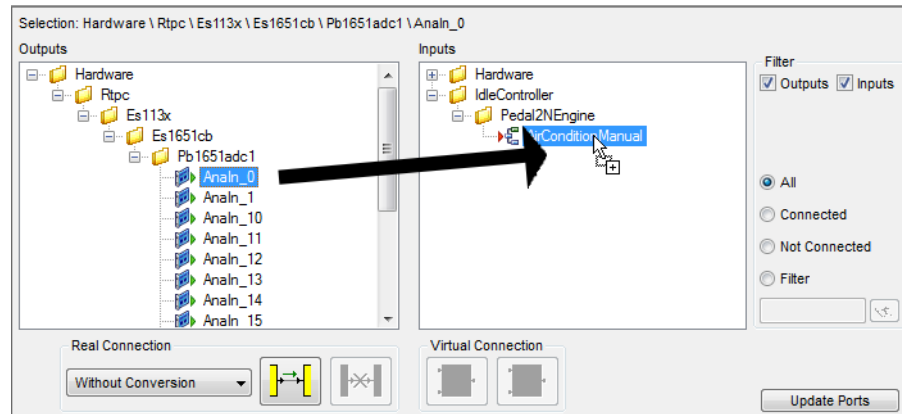 Selection: Hardware \ Rtpc \ Es113x \ Es1651cb \ Pb1651adc1 \ AnaIn_0
Outputs
Inputs
Hardware
Rtpc
Es113x
Es1651cb
Pb1651adc1
AnaIn_0
AnaIn_1
AnaIn_10
AnaIn_11
AnaIn_12
AnaIn_13
AnaIn_14
AnaIn_15
Hardware
IdleController
Pedal2NEngine
AirConditionManual
Filter
Outputs Inputs
All
Connected
Not Connected
Filter
Real Connection
Without Conversion
Virtual Connection
Update Ports